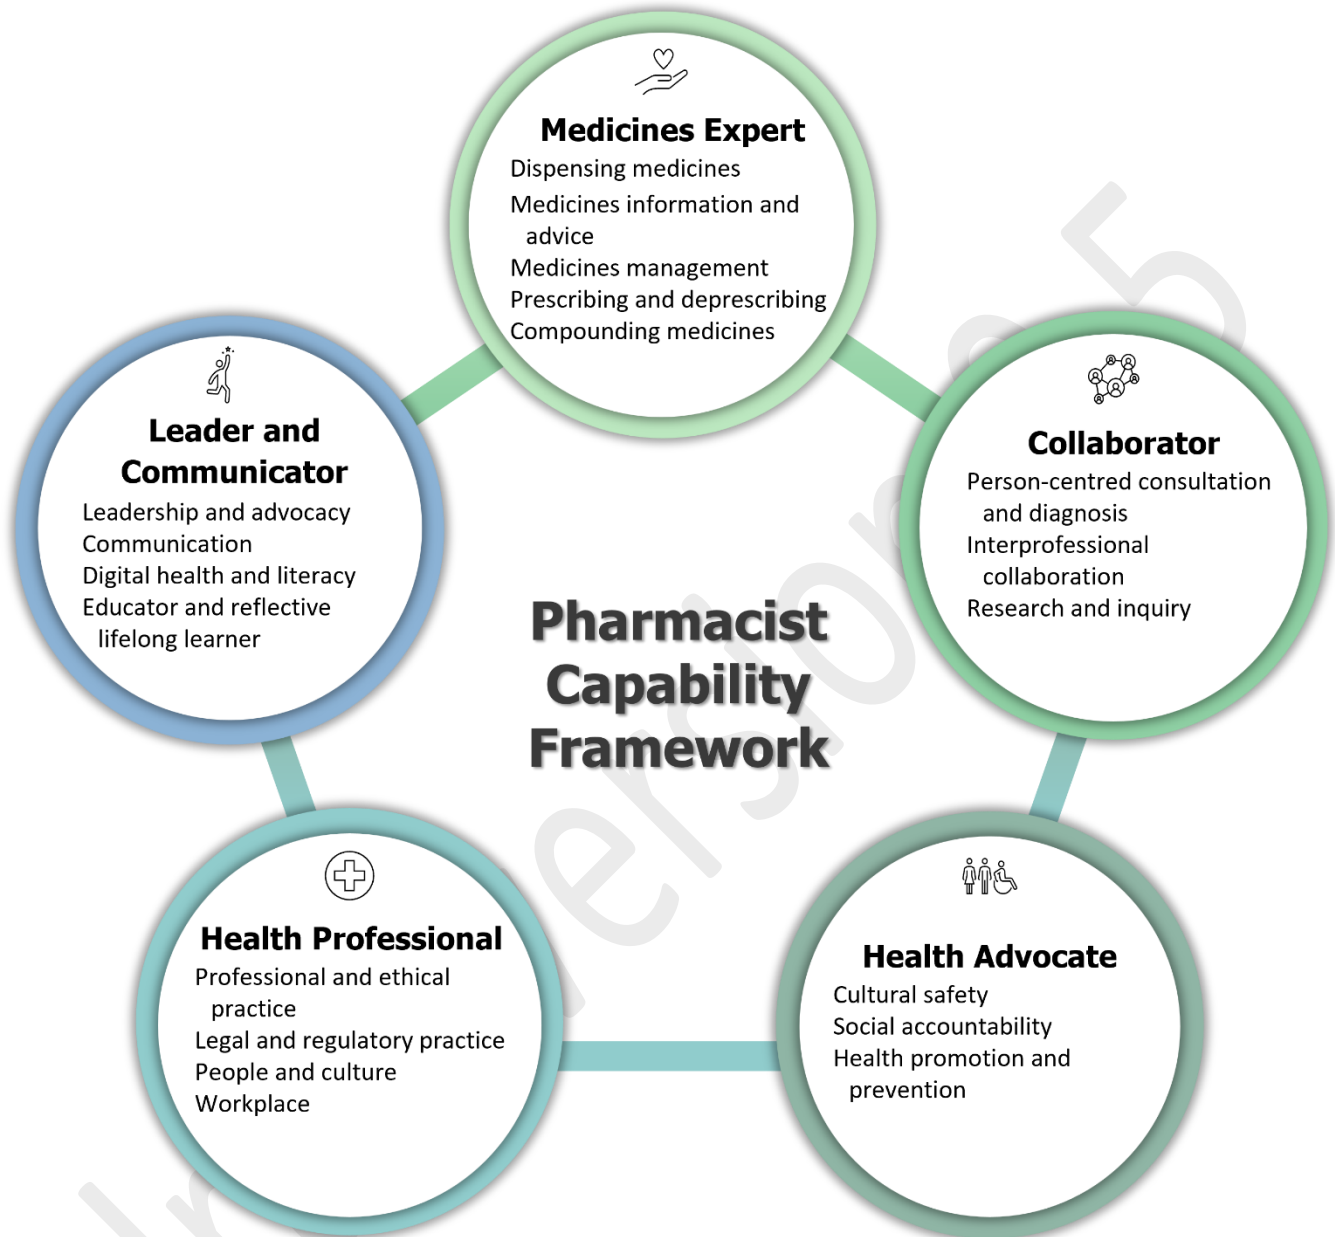 Medicines Expert
Dispensing medicines
Medicines information and
advice
Medicines management
Prescribing and deprescribing
Compounding medicines
Leader and
Communicator
Leadership and advocacy
Communication
Digital health and literacy
Educator and reflective
lifelong learner
Collaborator
Person-centred consultation
and diagnosis
Interprofessional
collaboration
Research and inquiry
Pharmacist
Capability
Framework
Health Professional
Professional and ethical
practice
Legal and regulatory practice
People and culture
Workplace
Health Advocate
Cultural safety
Social accountability
Health promotion and
prevention